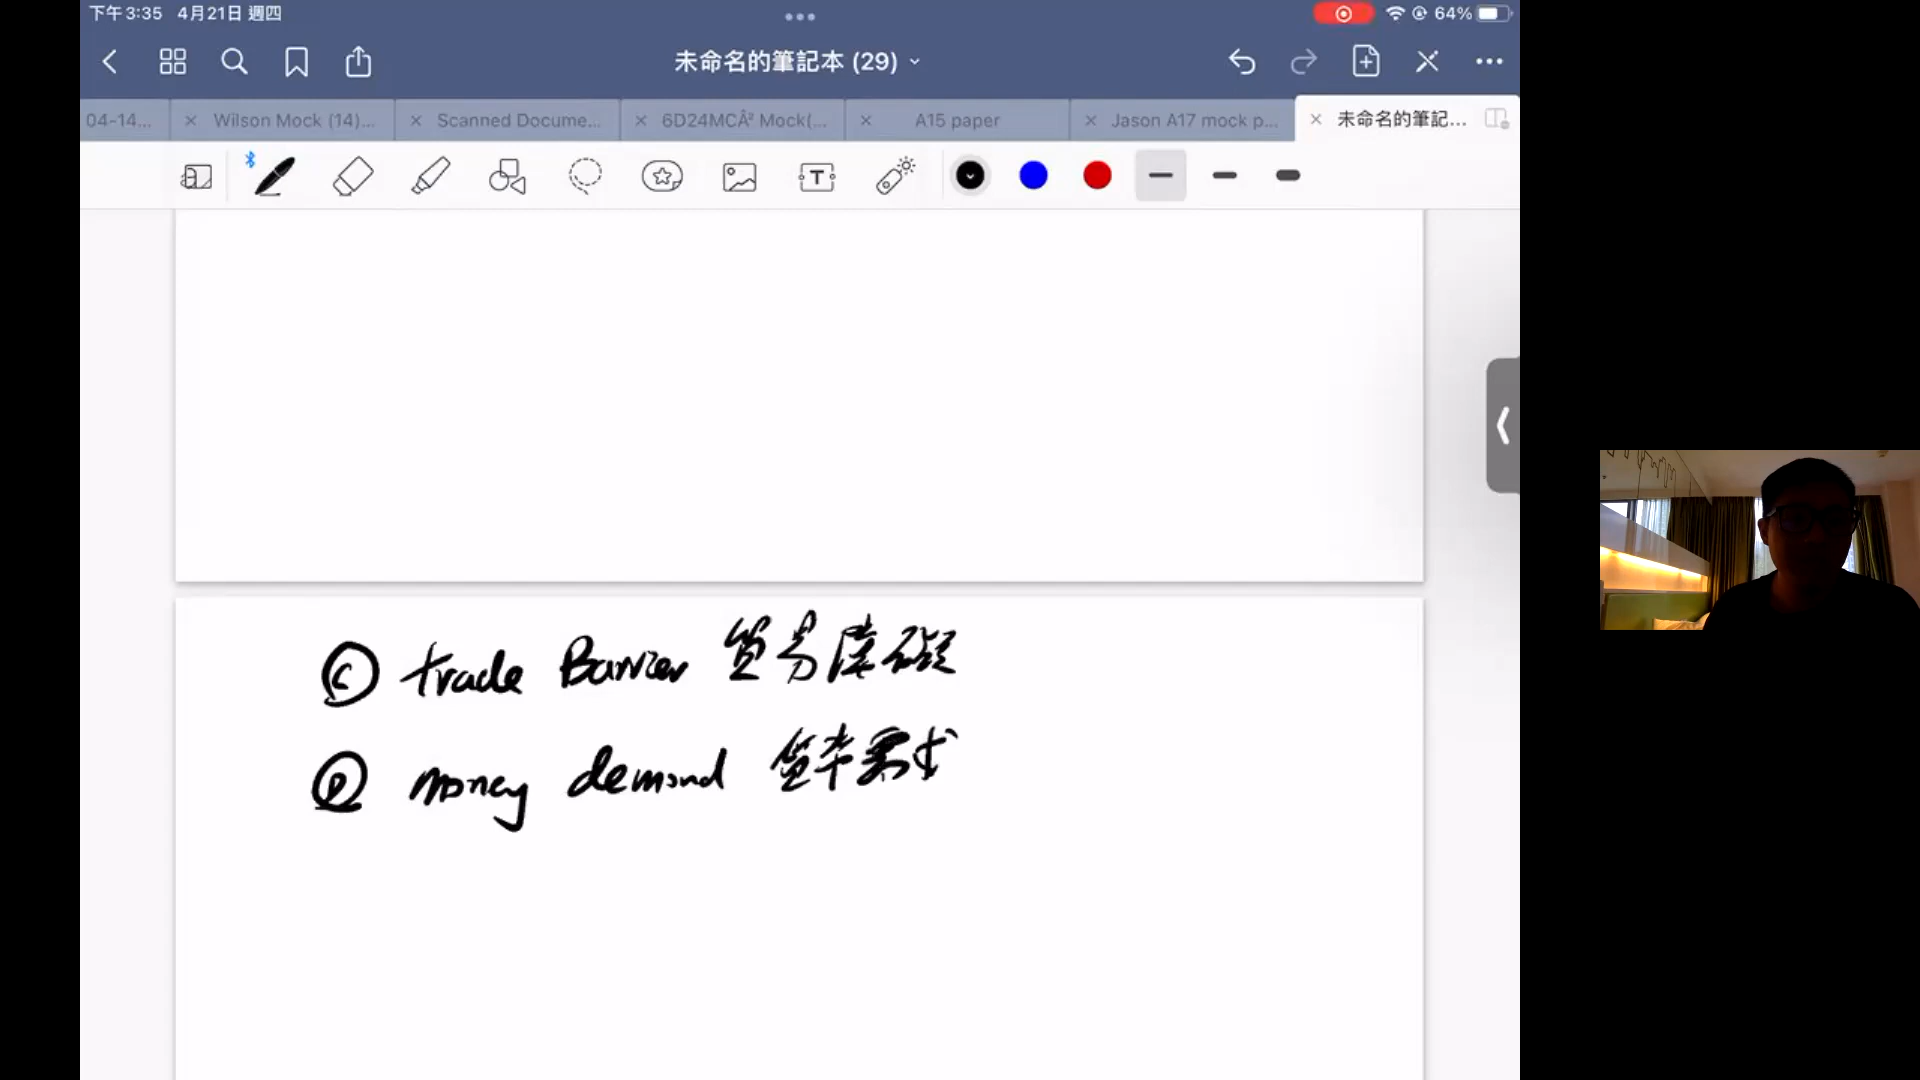 下午3:35 4月21日 週四 64%
未命名的筆記本 (29)
04-14... Wilson Mock (14)... Scanned Docume... 6D24MCÂ² Mock(... A15 paper Jason A17 mock p... 未命名的筆記...
T
C trade Barrier 貿易障礙
D money demand 貨幣需求